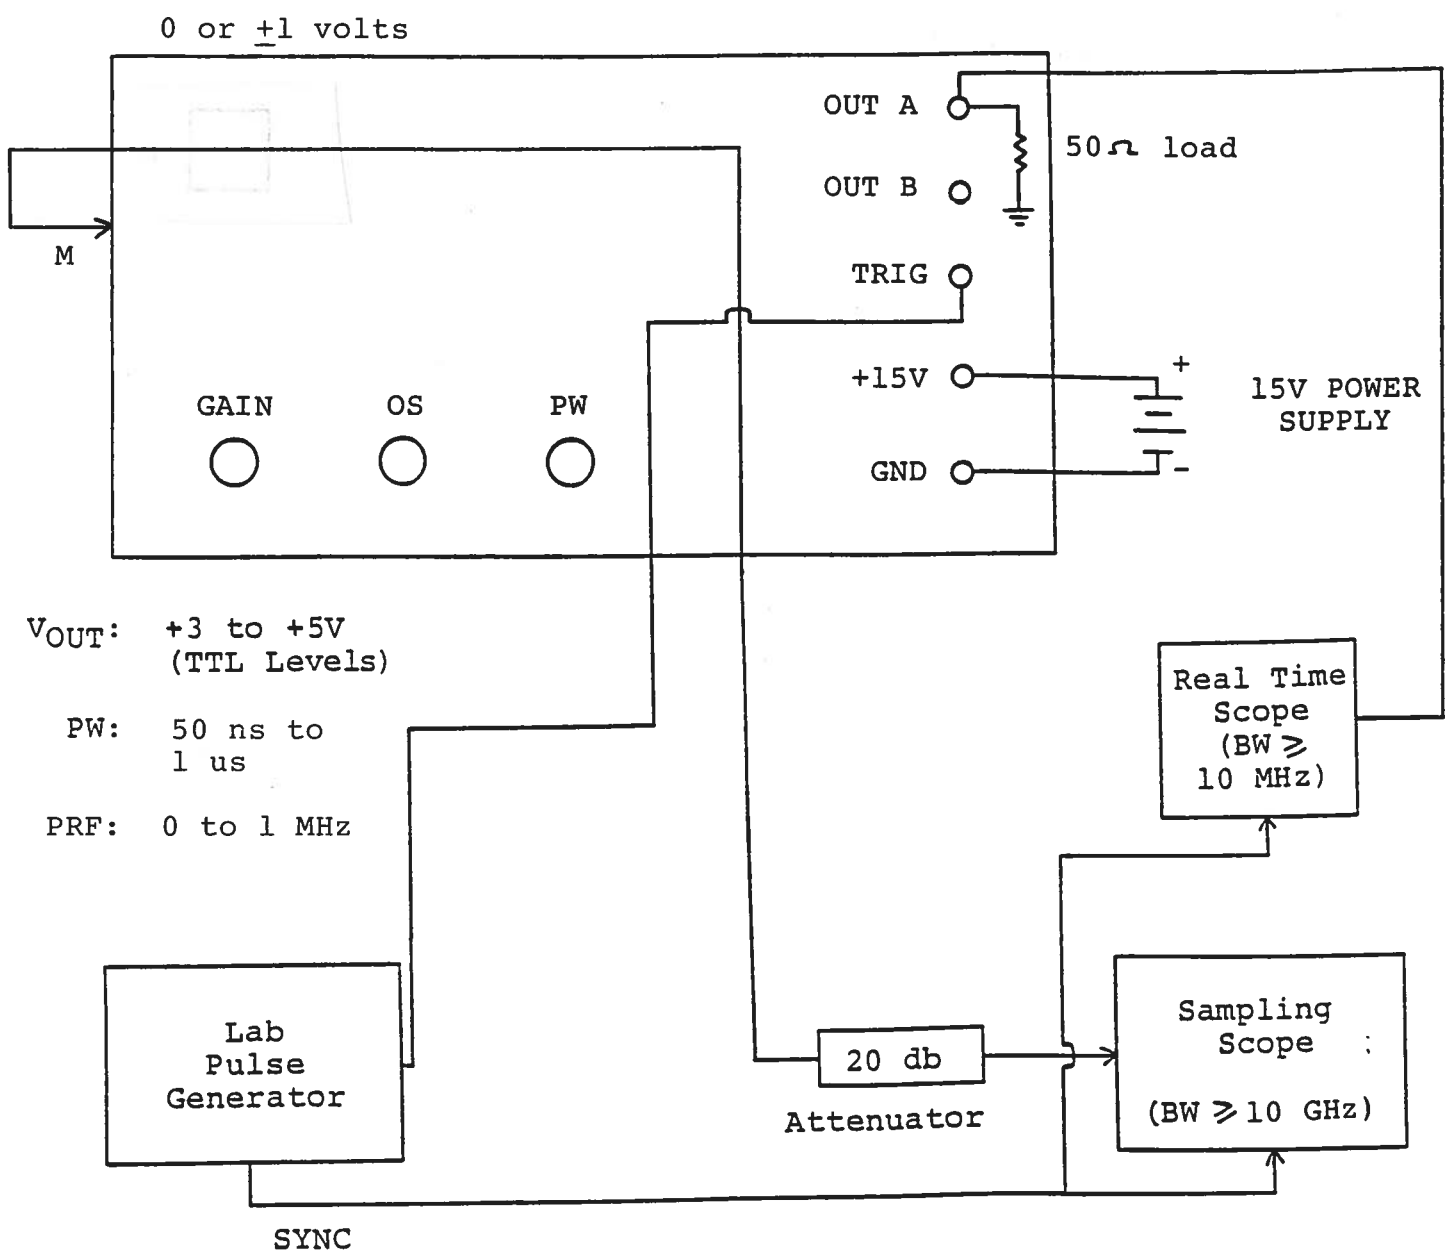 0 or ±1 volts
OUT A
50Ω load
OUT B
M
TRIG
+15V
+
15V POWER
SUPPLY
GAIN
OS
PW
GND
-
VOUT: +3 to +5V
(TTL Levels)
PW: 50 ns to
1 us
PRF: 0 to 1 MHz
Real Time
Scope
(BW ⩾
10 MHz)
Lab
Pulse
Generator
20 db
Attenuator
Sampling
Scope
(BW ⩾ 10 GHz)
SYNC